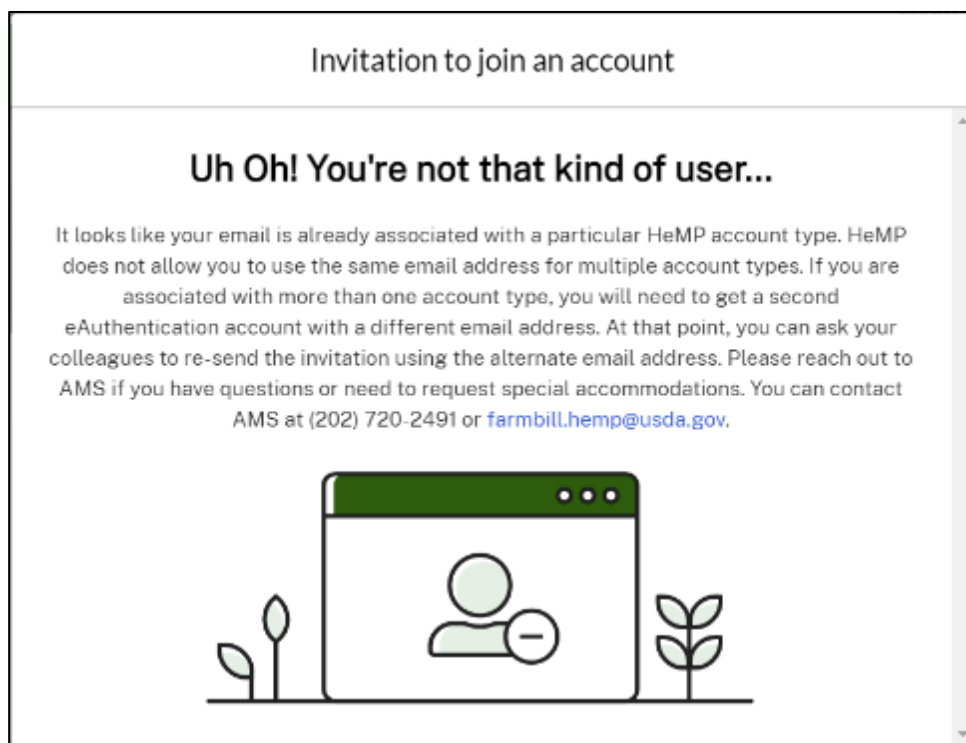 Invitation to join an account
Uh Oh! You're not that kind of user...
It looks like your email is already associated with a particular HeMP account type. HeMP
does not allow you to use the same email address for multiple account types. If you are
associated with more than one account type, you will need to get a second
eAuthentication account with a different email address. At that point, you can ask your
colleagues to re-send the invitation using the alternate email address. Please reach out to
AMS if you have questions or need to request special accommodations. You can contact
AMS at (202) 720-2491 or farmbill.hemp@usda.gov.